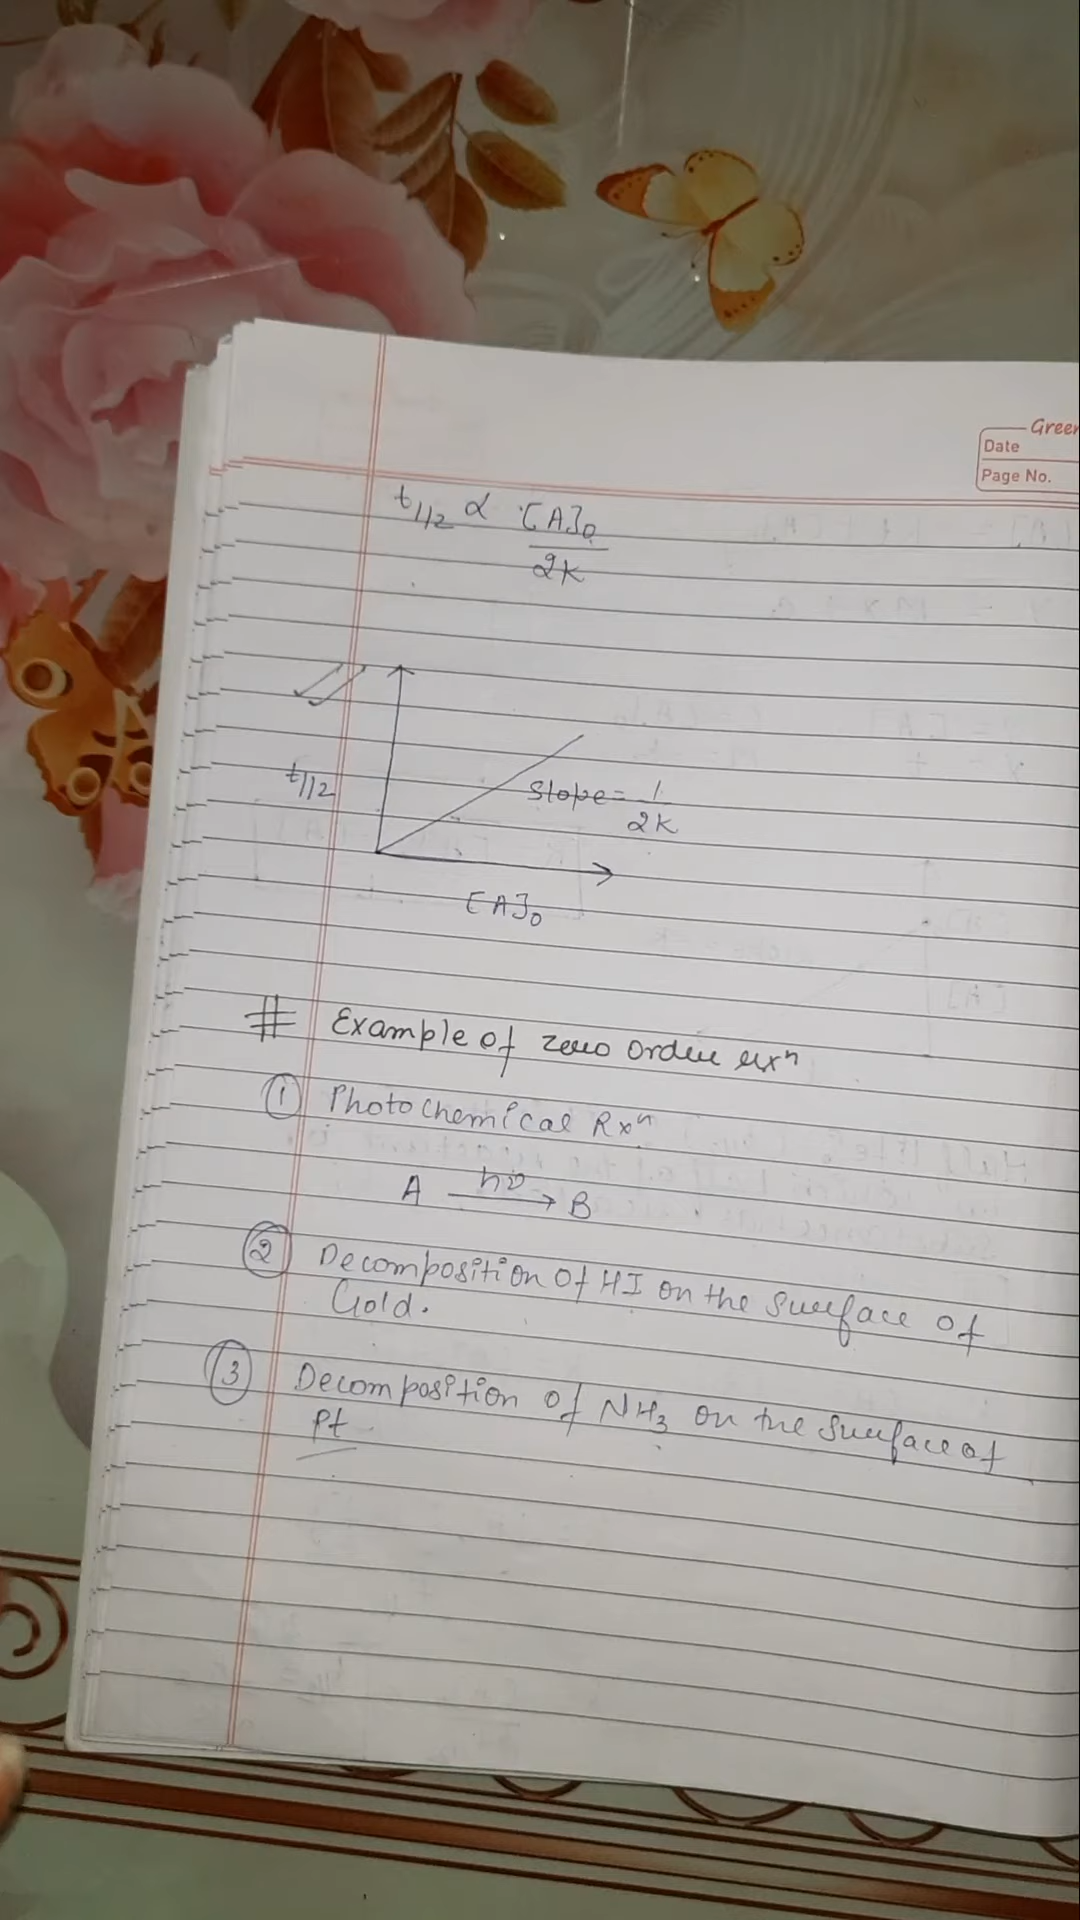 Green
Date
Page No.
t1/2 α [A]0
2K
t1/2
Slope = 1
2K
[A]0
# Example of zero order rxn
① Photochemical Rxn
A hν→ B
② Decomposition of HI on the surface of
Gold.
③ Decomposition of NH3 on the surface of
Pt